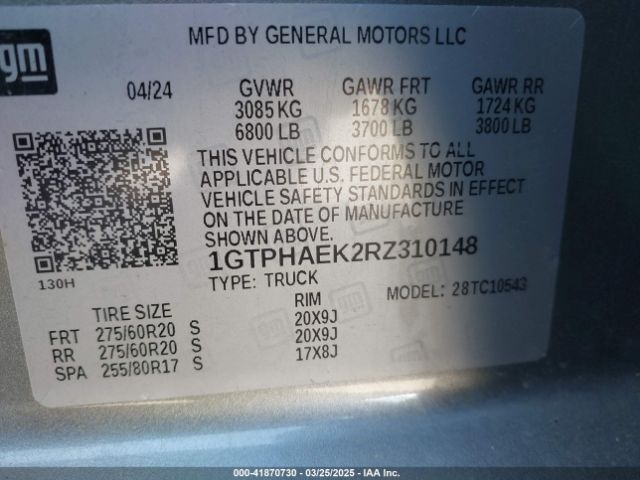 gm
MFD BY GENERAL MOTORS LLC
04/24 GVWR GAWR FRT GAWR RR
3085 KG 1678 KG 1724 KG
6800 LB 3700 LB 3800 LB
THIS VEHICLE CONFORMS TO ALL
APPLICABLE U.S. FEDERAL MOTOR
VEHICLE SAFETY STANDARDS IN EFFECT
ON THE DATE OF MANUFACTURE
SHOWN ABOVE.
1GTPHAEK2RZ310148
130H
TYPE: TRUCK MODEL: 28TC10543
TIRE SIZE RIM
FRT 275/60R20 S 20X9J
RR 275/60R20 S 20X9J
SPA 255/80R17 S 17X8J
000-41870730 - 03/25/2025 - IAA Inc.